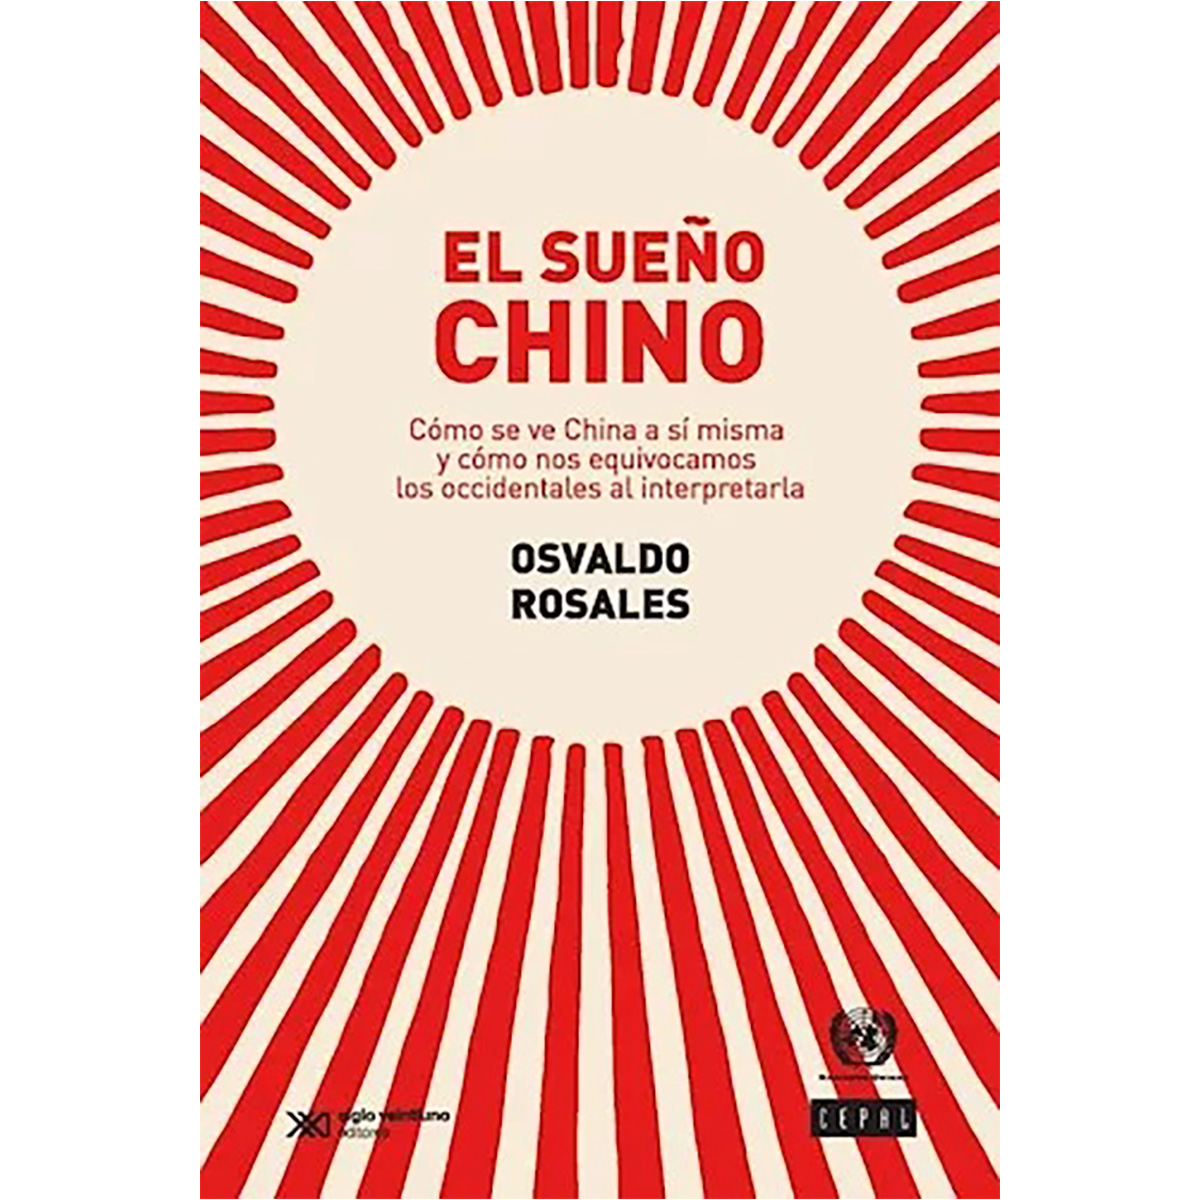 EL SUEÑO
CHINO
Cómo se ve China a sí misma
y cómo nos equivocamos
los occidentales al interpretarla
OSVALDO
ROSALES
siglo veintiuno
editores
CEPAL